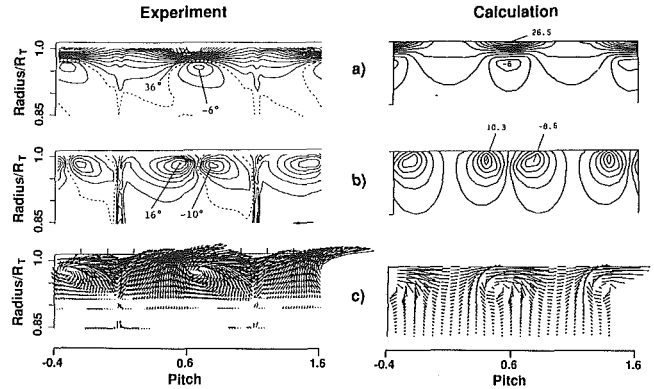 Experiment Calculation
Radius/R_T 1.0 0.85 36° -6° a) 26.5 -6
Radius/R_T 1.0 0.85 16° -10° b) 10.3 -8.6
Radius/R_T 1.0 0.85 c)
-0.4 0.6 1.6 -0.4 0.6 1.6
Pitch Pitch